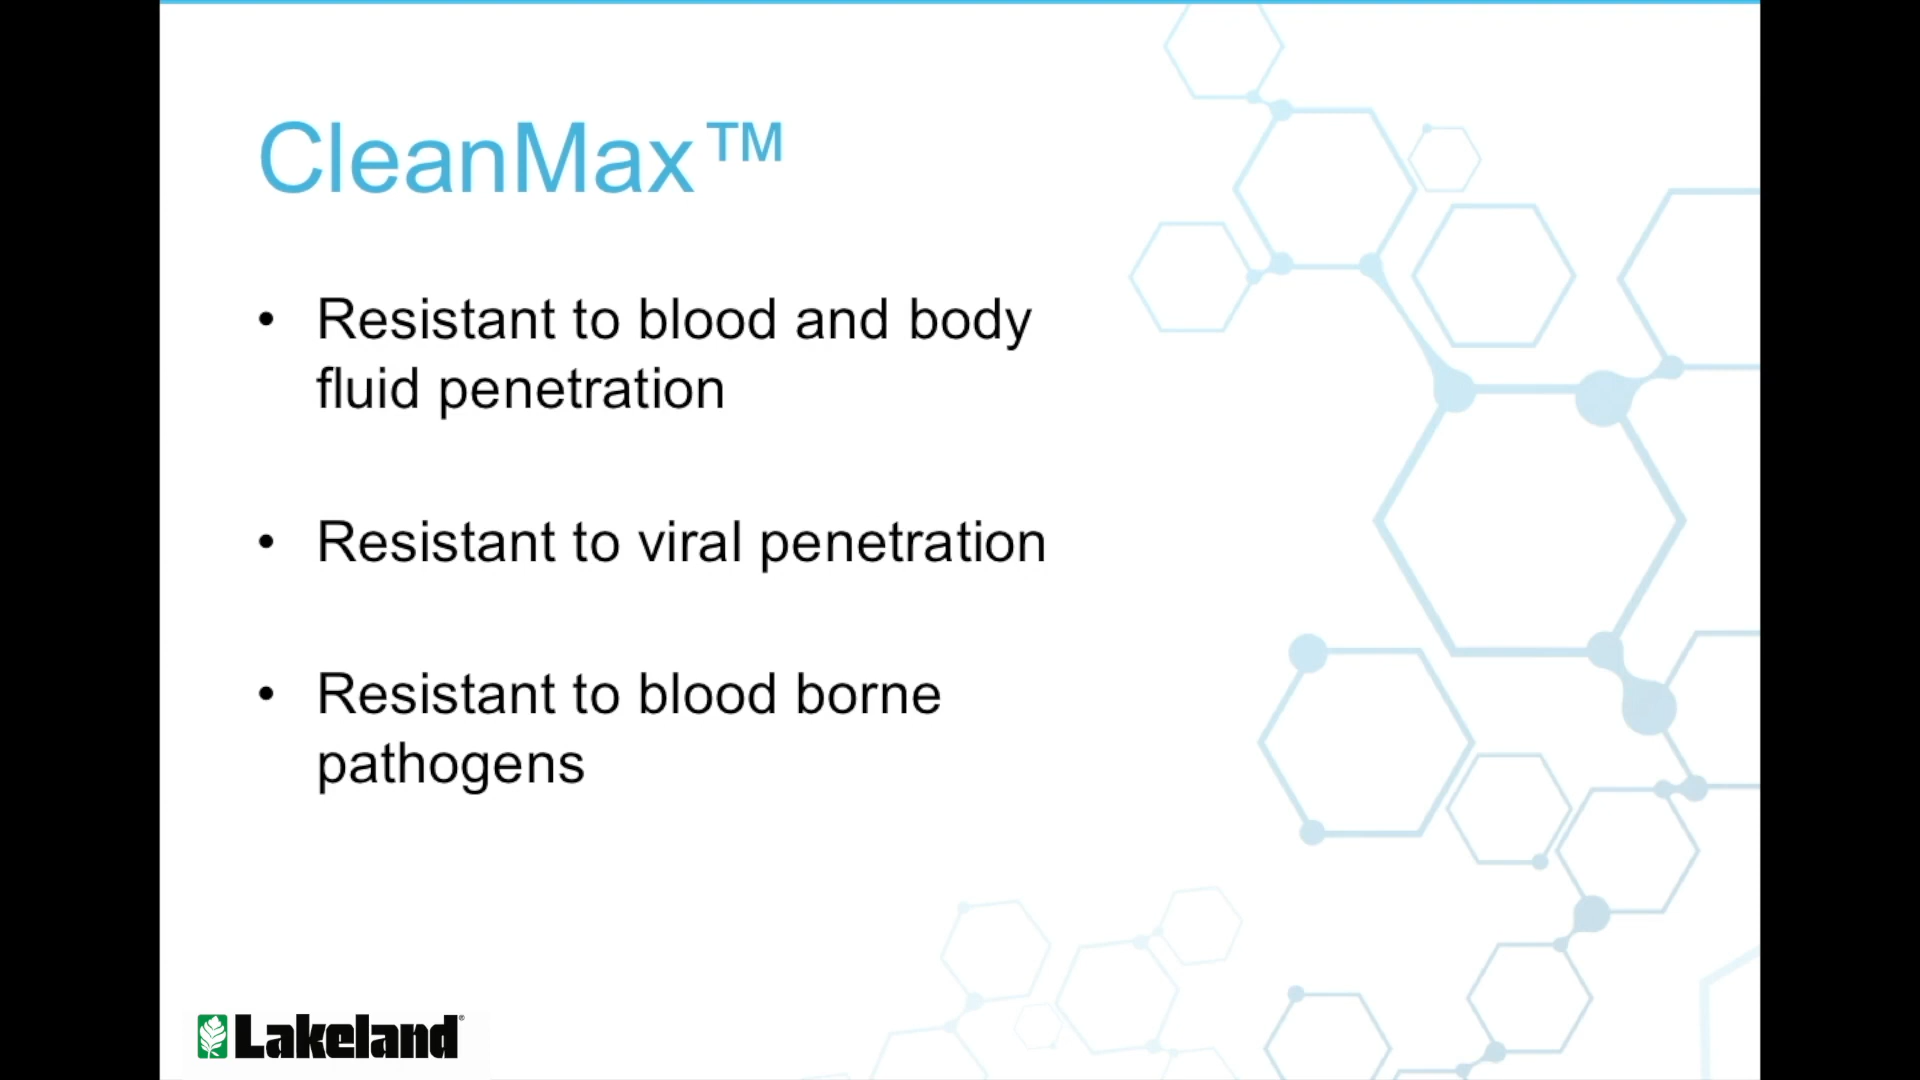 CleanMax™
• Resistant to blood and body
fluid penetration
• Resistant to viral penetration
• Resistant to blood borne
pathogens
Lakeland®